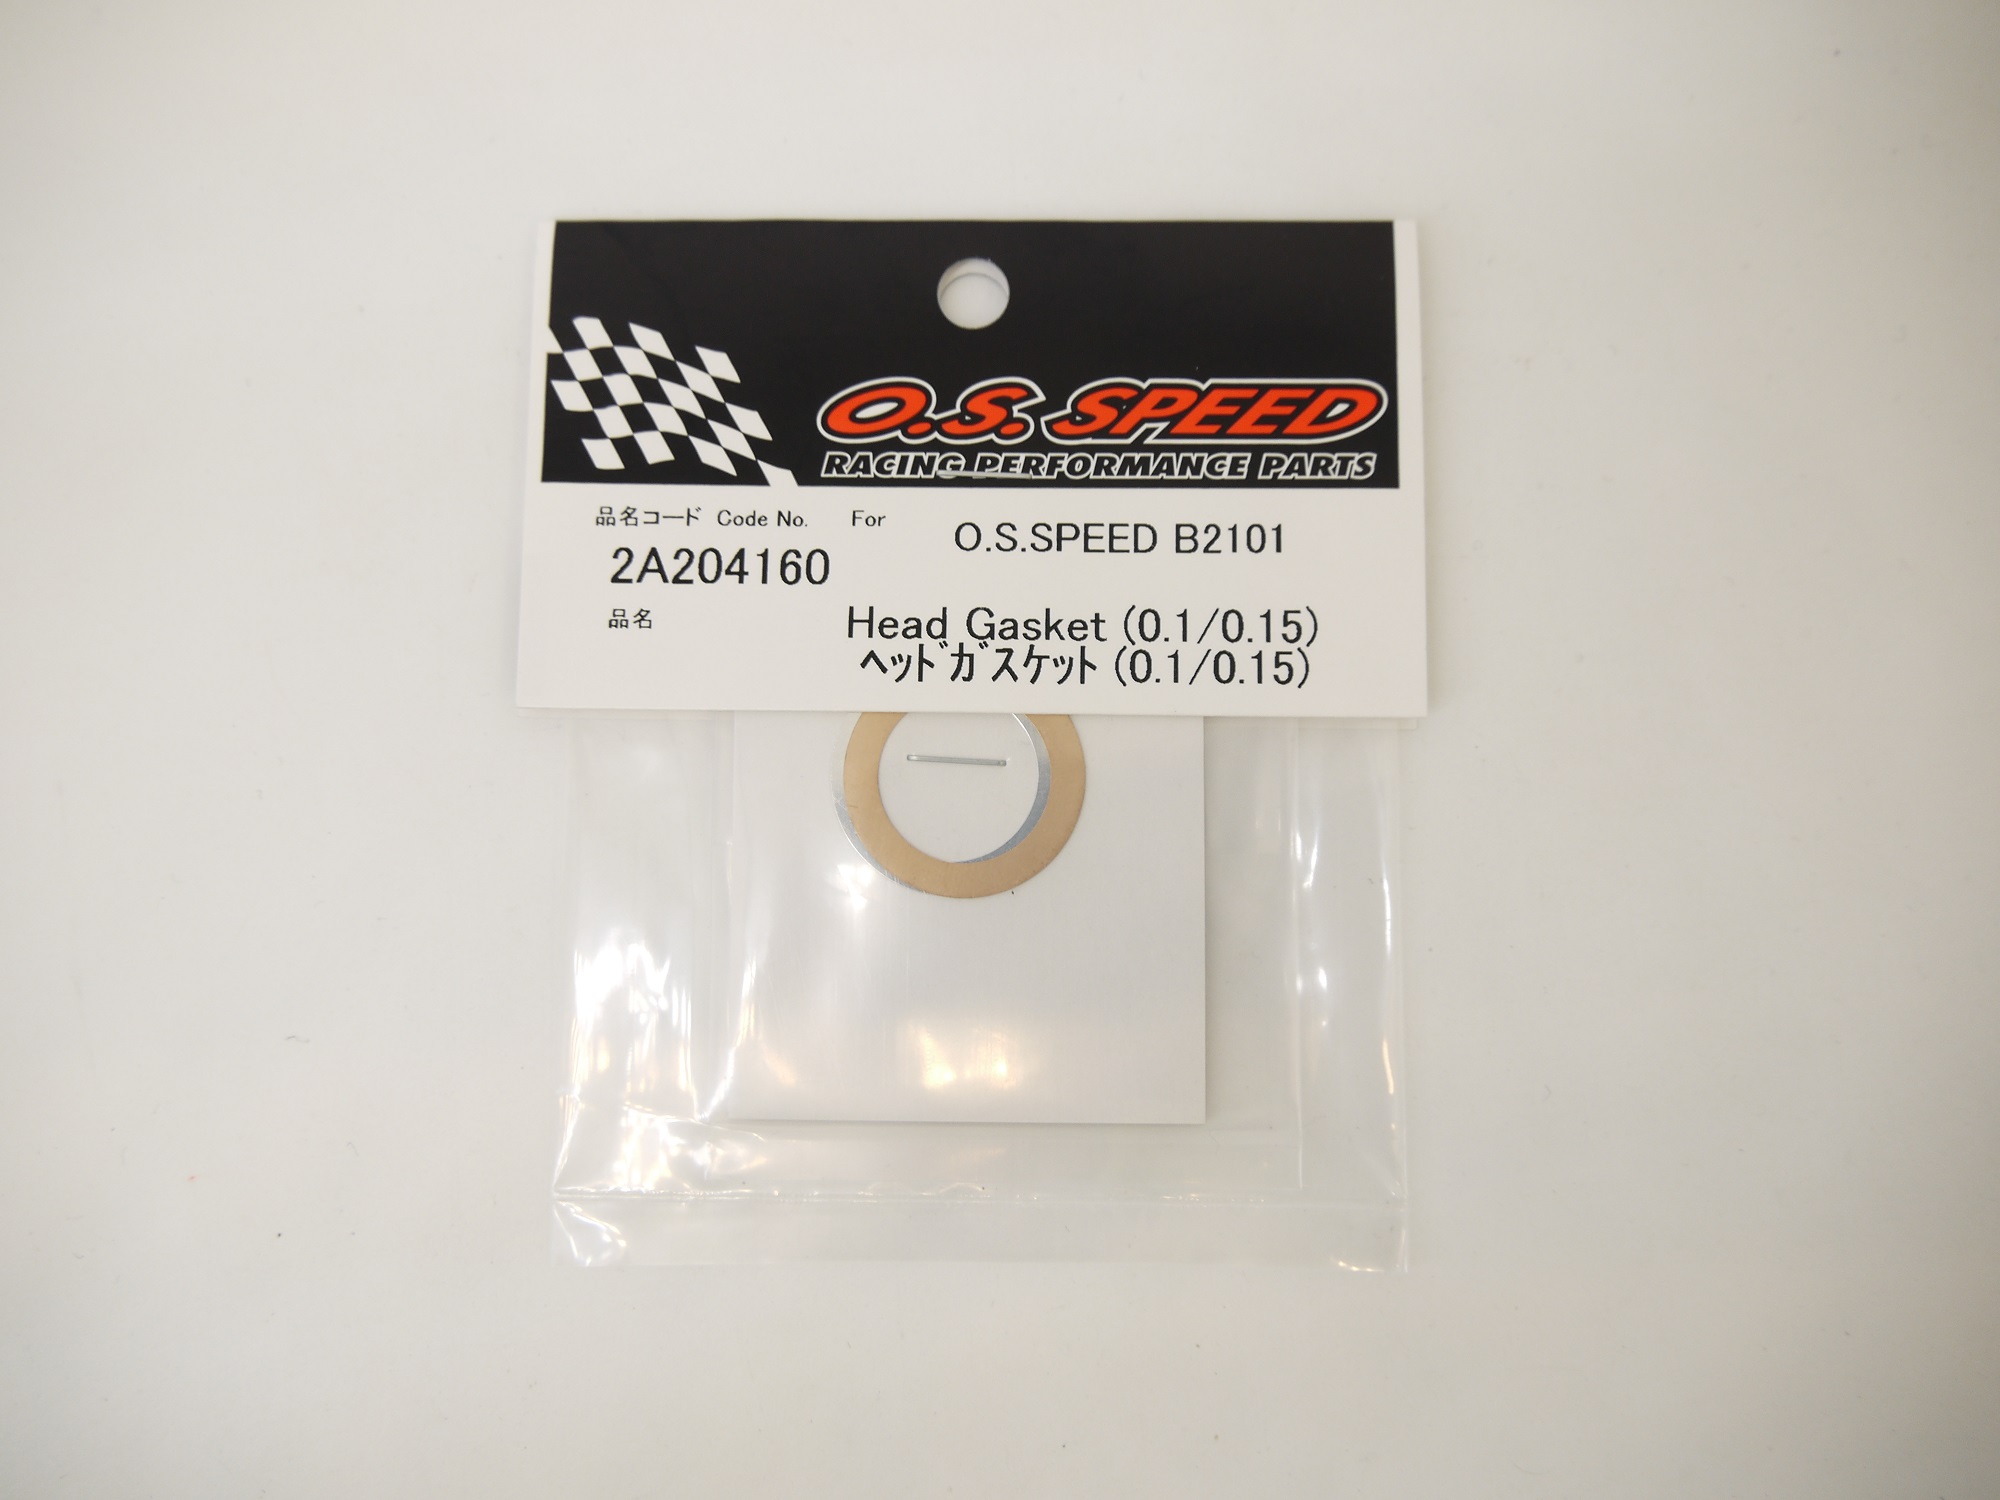 O.S. SPEED
RACING PERFORMANCE PARTS
品名コード Code No. For
O.S.SPEED B2101
2A204160
品名
Head Gasket (0.1/0.15)
ﾍｯﾄﾞｶﾞｽｹｯﾄ (0.1/0.15)